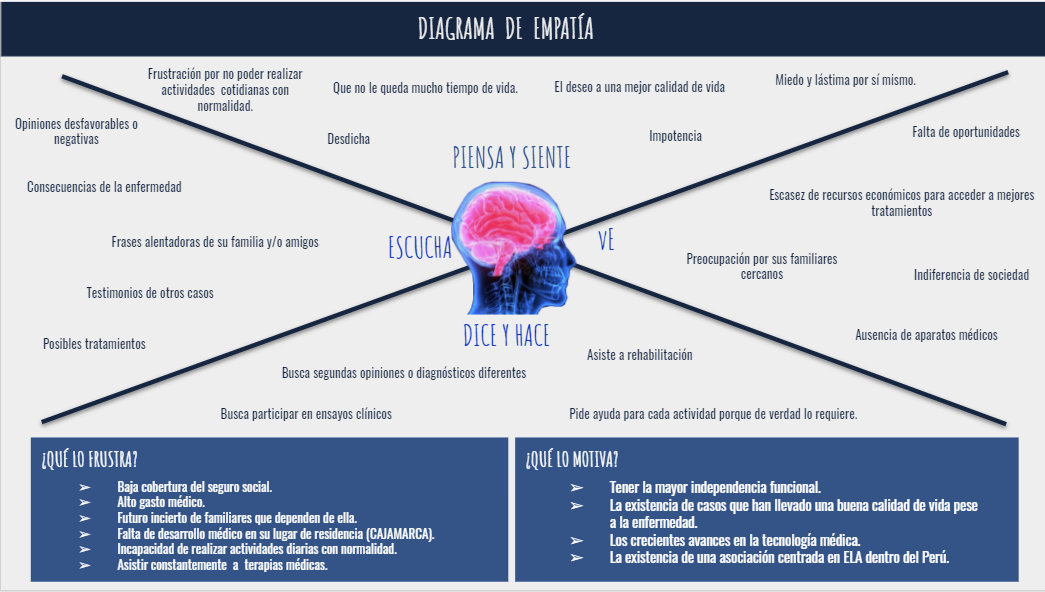 DIAGRAMA DE EMPATÍA
Frustración por no poder realizar
actividades cotidianas con
normalidad.
Que no le queda mucho tiempo de vida.
El deseo a una mejor calidad de vida
Miedo y lástima por sí mismo.
Desdicha
Impotencia
PIENSA Y SIENTE
Opiniones desfavorables o
negativas
Consecuencias de la enfermedad
Frases alentadoras de su familia y/o amigos
Testimonios de otros casos
Posibles tratamientos
ESCUCHA
VE
Falta de oportunidades
Escasez de recursos económicos para acceder a mejores
tratamientos
Preocupación por sus familiares
cercanos
Indiferencia de sociedad
Ausencia de aparatos médicos
DICE Y HACE
Asiste a rehabilitación
Busca segundas opiniones o diagnósticos diferentes
Busca participar en ensayos clínicos
Pide ayuda para cada actividad porque de verdad lo requiere.
¿QUÉ LO FRUSTRA?
➢ Baja cobertura del seguro social.
➢ Alto gasto médico.
➢ Futuro incierto de familiares que dependen de ella.
➢ Falta de desarrollo médico en su lugar de residencia (CAJAMARCA).
➢ Incapacidad de realizar actividades diarias con normalidad.
➢ Asistir constantemente a terapias médicas.
¿QUÉ LO MOTIVA?
➢ Tener la mayor independencia funcional.
➢ La existencia de casos que han llevado una buena calidad de vida pese
a la enfermedad.
➢ Los crecientes avances en la tecnología médica.
➢ La existencia de una asociación centrada en ELA dentro del Perú.